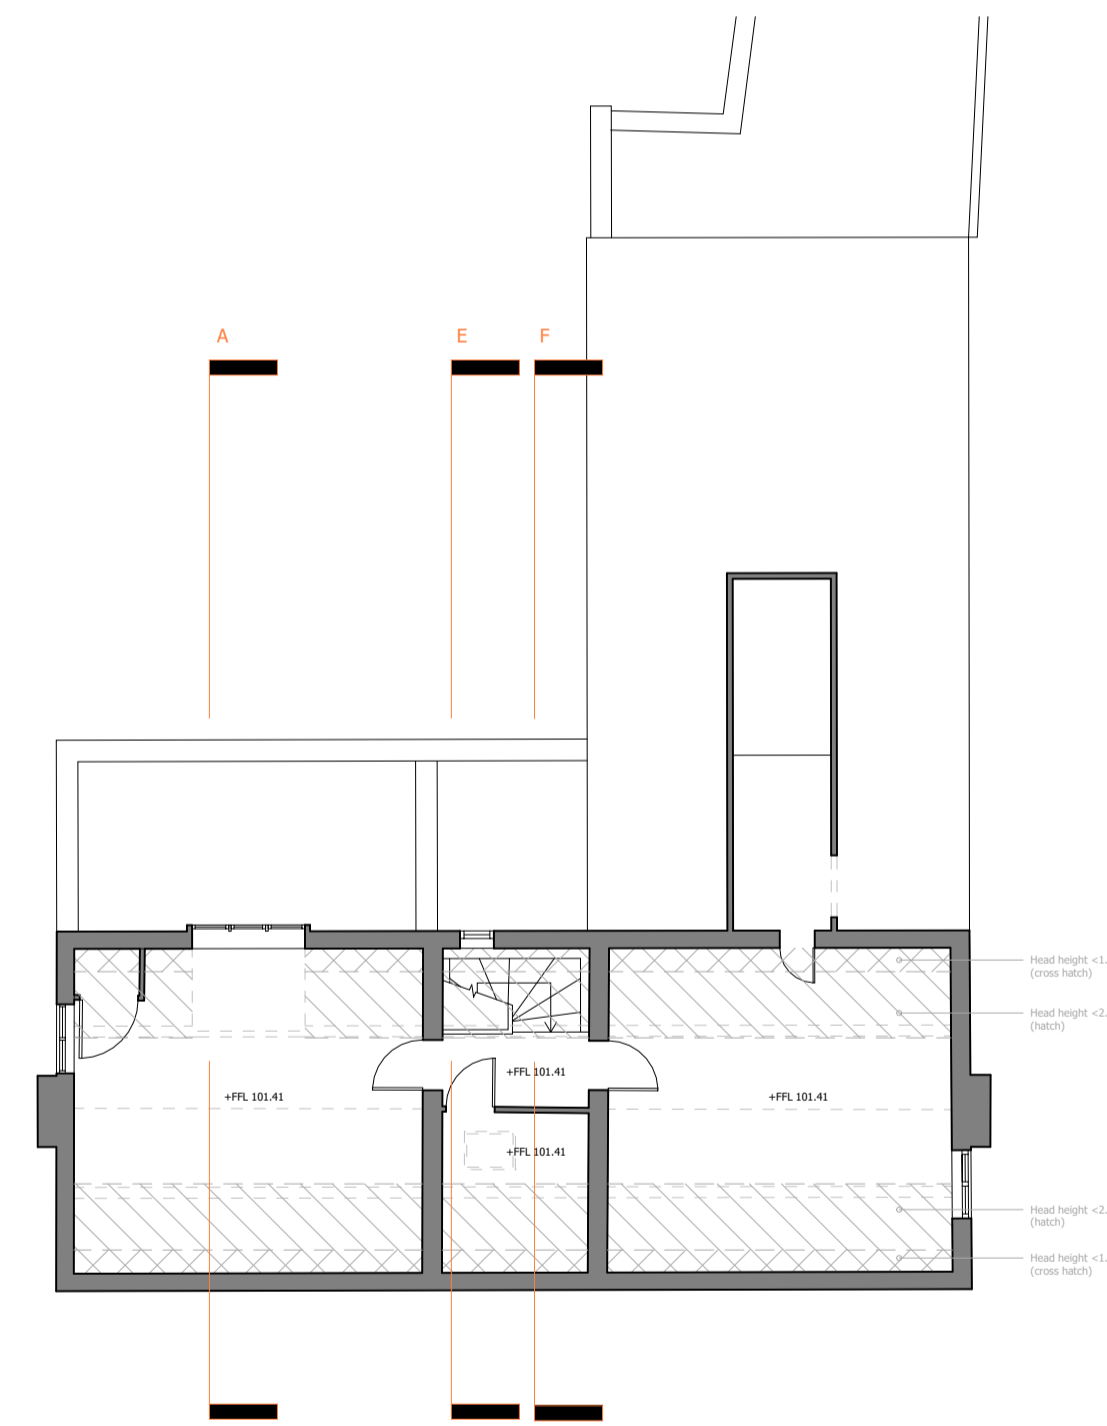 A
E
F
+FFL 101.41
+FFL 101.41
+FFL 101.41
+FFL 101.41
Head height <1.
(cross hatch)
Head height <2.
(hatch)
Head height <2.
(hatch)
Head height <1.
(cross hatch)